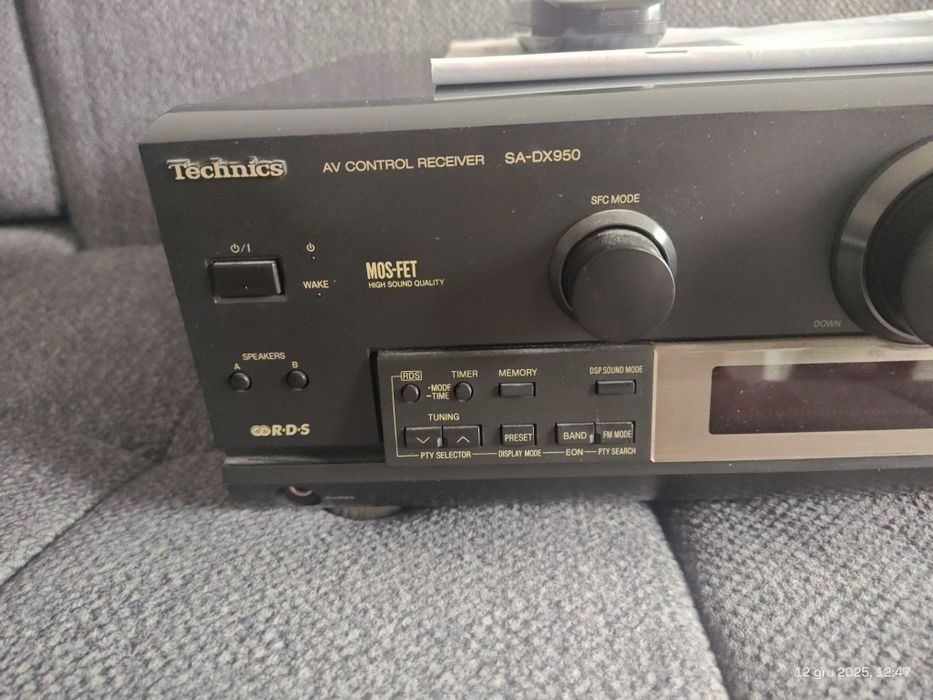 Technics
AV CONTROL RECEIVER SA-DX950
SFC MODE
⏻/I
⏻
WAKE
MOS-FET
HIGH SOUND QUALITY
DOWN
SPEAKERS
A B
RDS
TIMER
MEMORY
DSP SOUND MODE
-MODE
-TIME
TUNING
PRESET
BAND
FM MODE
PTY SELECTOR
DISPLAY MODE
EON
PTY SEARCH
R·D·S
PHONES
12 gru 2025, 12:47